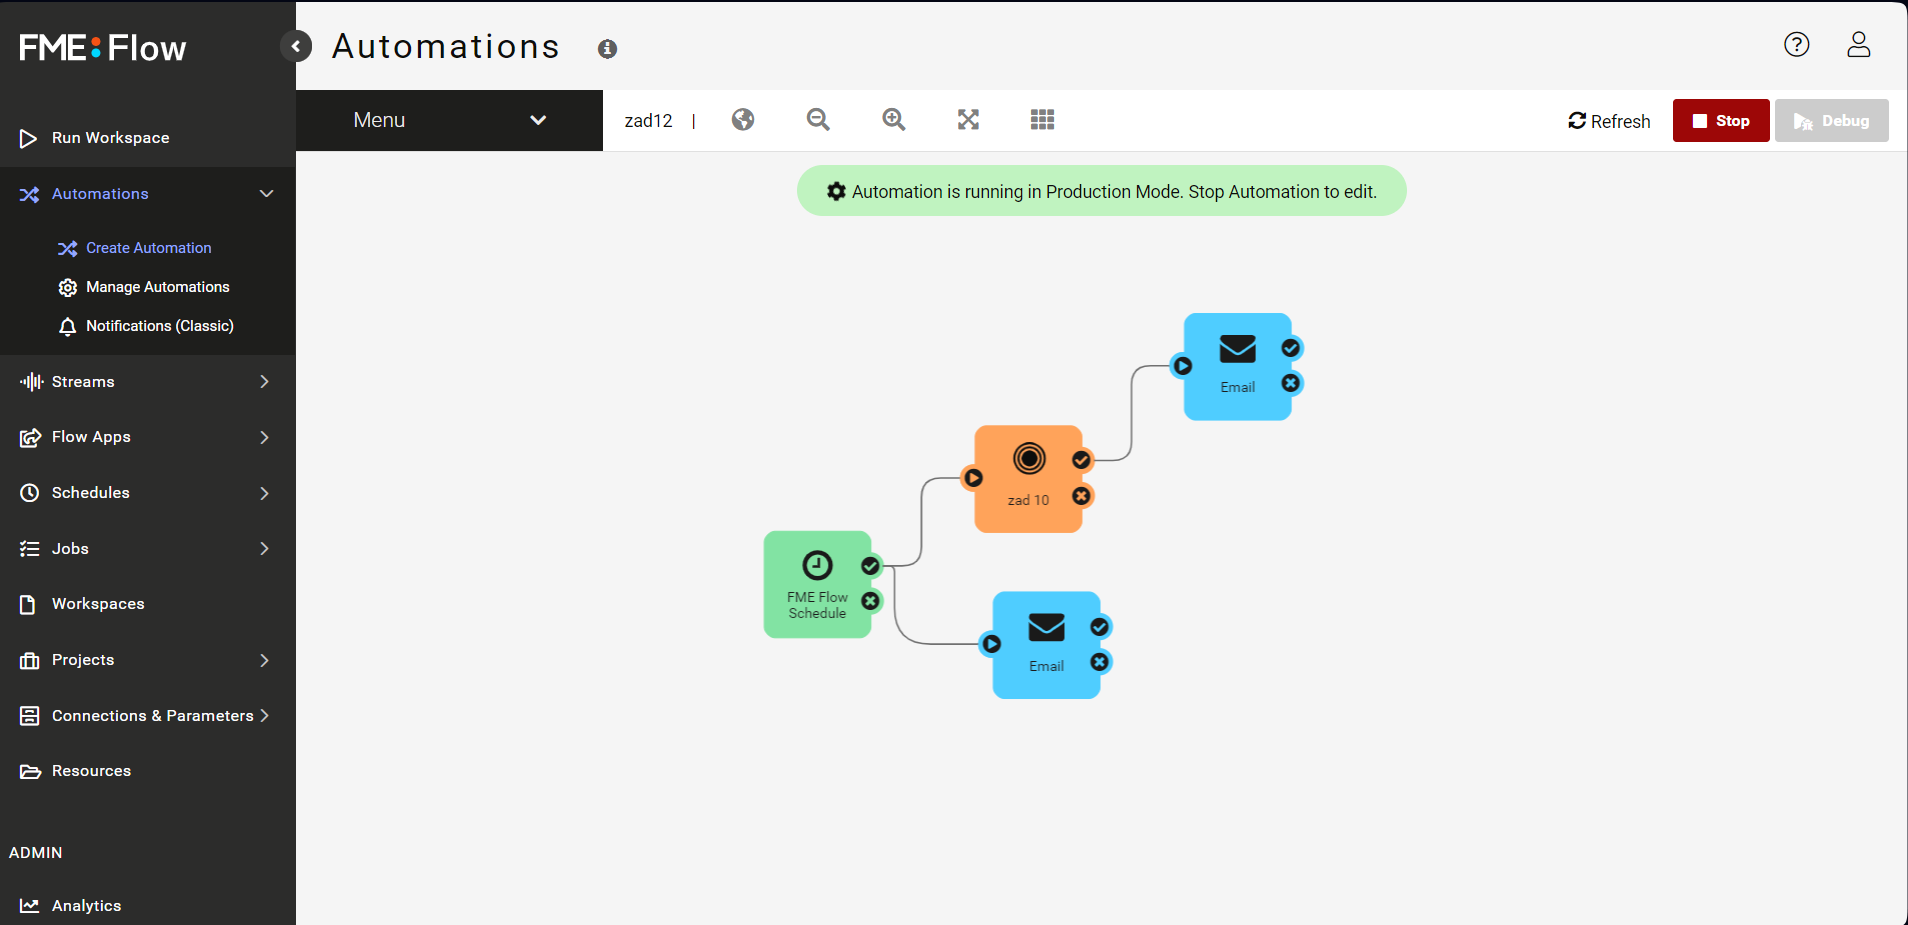 FME:Flow
Automations
Run Workspace
Menu
zad12 |
Refresh
Stop
Debug
Automations
Automation is running in Production Mode. Stop Automation to edit.
Create Automation
Manage Automations
Notifications (Classic)
Streams
Flow Apps
Schedules
Jobs
Workspaces
Projects
Connections & Parameters
Resources
ADMIN
Analytics
Email
zad 10
FME Flow
Schedule
Email